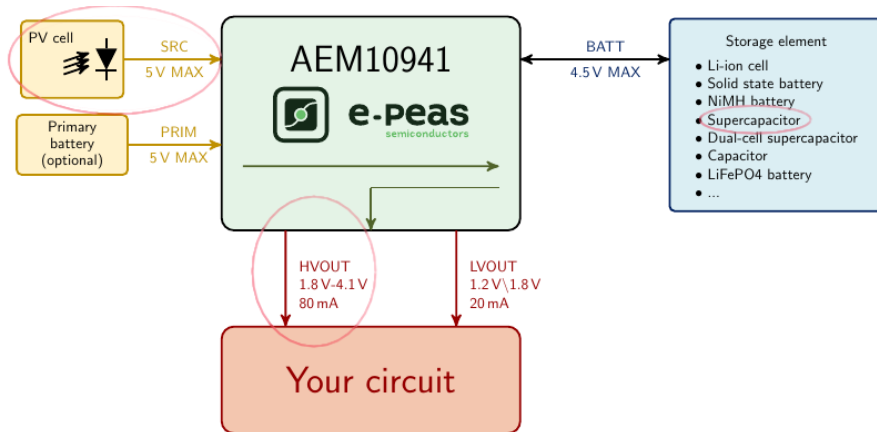 PV cell
SRC
5 V MAX
Primary
battery
(optional)
PRIM
5 V MAX
AEM10941
e-peas
semiconductors
BATT
4.5 V MAX
Storage element
• Li-ion cell
• Solid state battery
• NiMH battery
• Supercapacitor
• Dual-cell supercapacitor
• Capacitor
• LiFePO4 battery
• ...
HVOUT
1.8 V-4.1 V
80 mA
LVOUT
1.2 V\1.8 V
20 mA
Your circuit